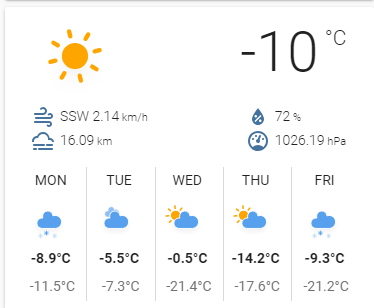 -10 °C
SSW 2.14 km/h 72 %
16.09 km 1026.19 hPa
MON TUE WED THU FRI
-8.9°C -5.5°C -0.5°C -14.2°C -9.3°C
-11.5°C -7.3°C -21.4°C -17.6°C -21.2°C